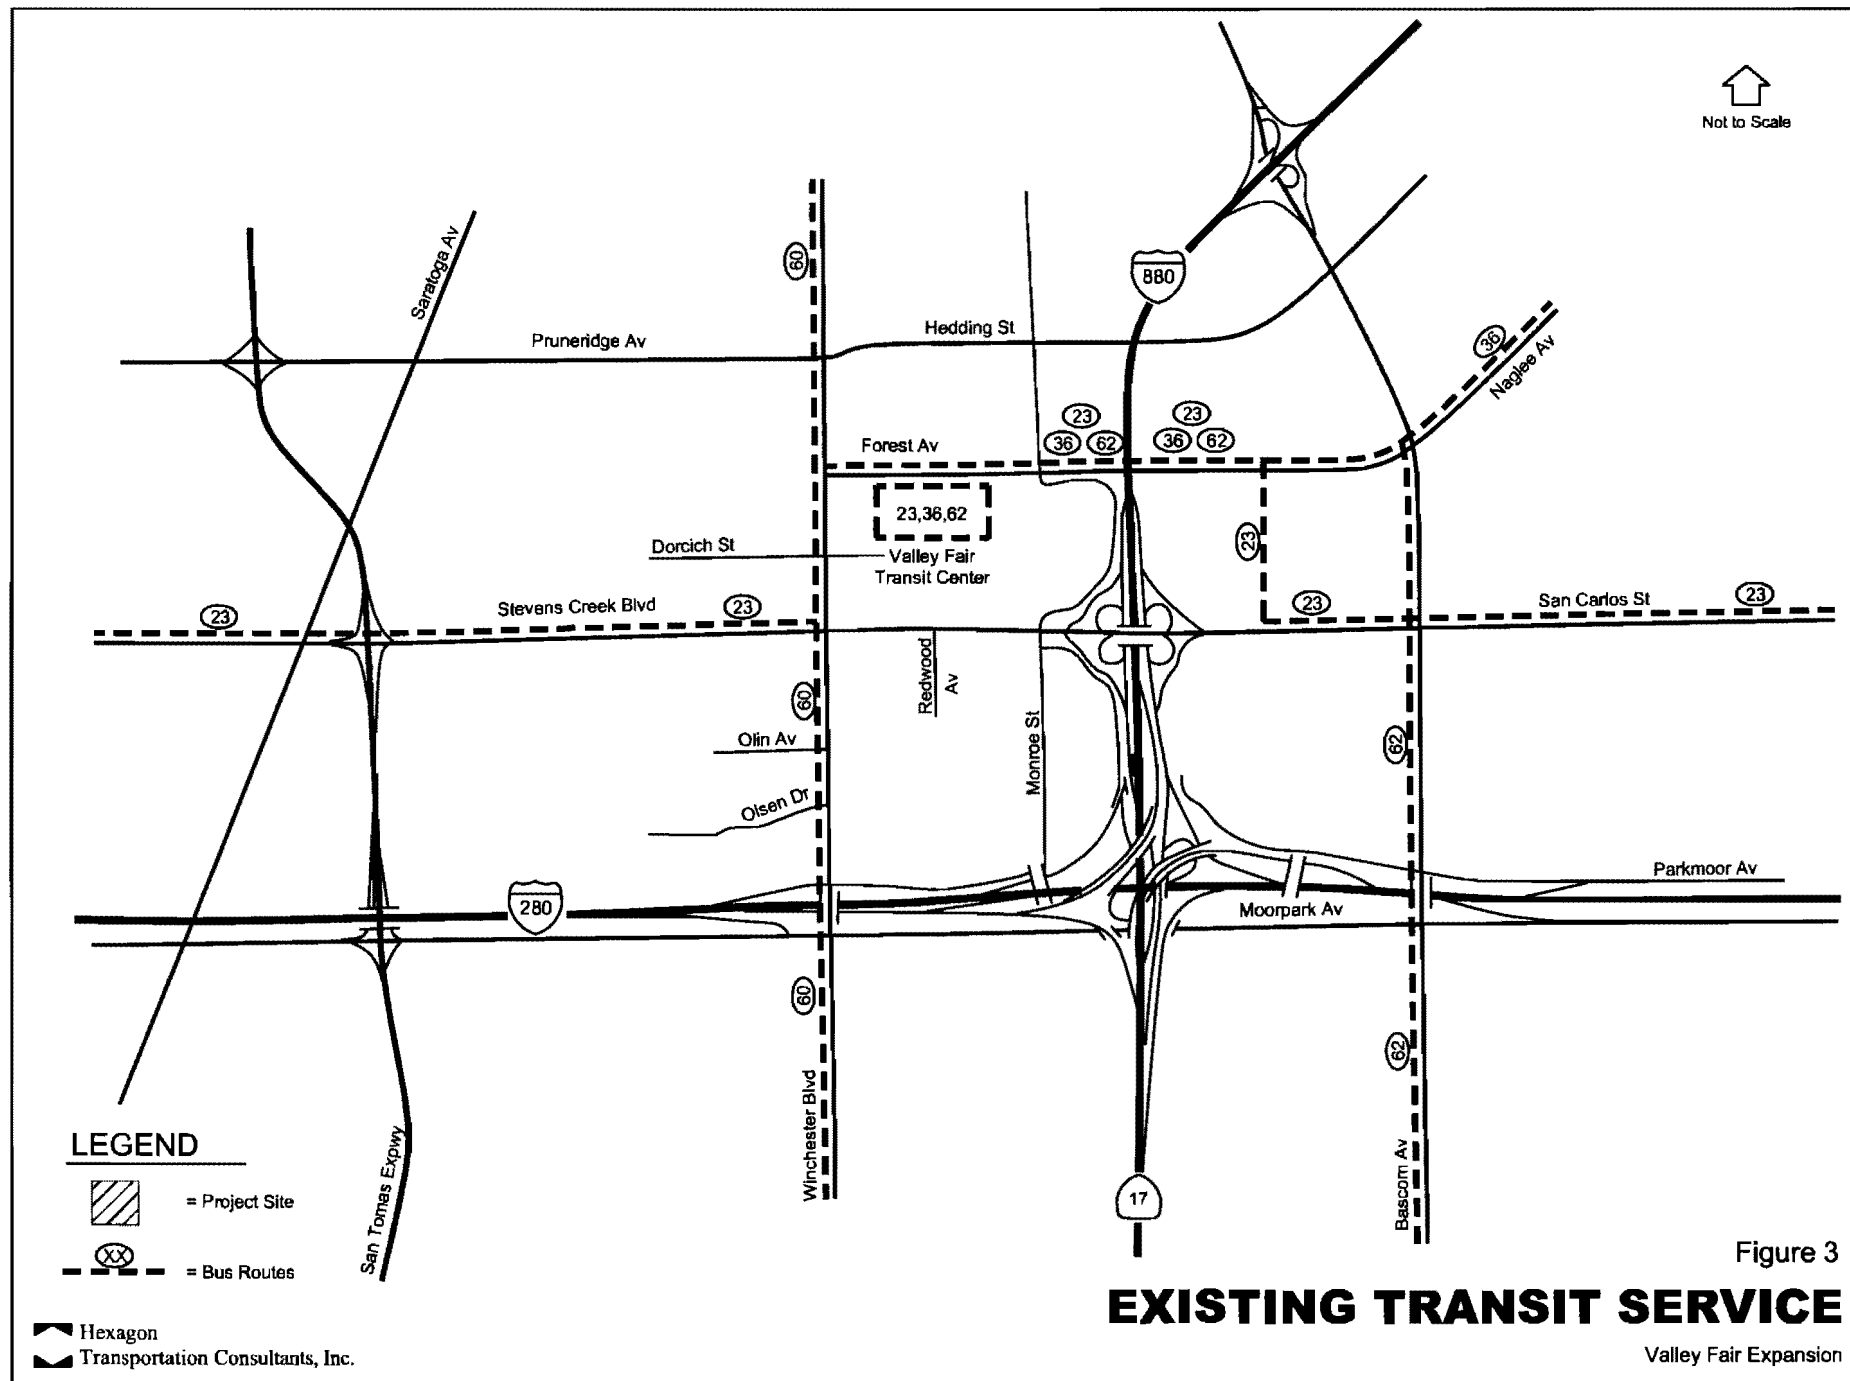 Not to Scale
880
60
Saratoga Av
Pruneridge Av
Hedding St
36
Naglee Av
23
36 62
23
36 62
Forest Av
23,36,62
Valley Fair
Transit Center
Dorcich St
23
23
Stevens Creek Blvd
23
23
San Carlos St
23
Redwood
Av
60
Monroe St
Olin Av
62
Olsen Dr
280
Parkmoor Av
Moorpark Av
60
62
Winchester Blvd
San Tomas Expwy
17
Bascom Av
LEGEND
= Project Site
XX
= Bus Routes
Hexagon
Transportation Consultants, Inc.
Figure 3
EXISTING TRANSIT SERVICE
Valley Fair Expansion